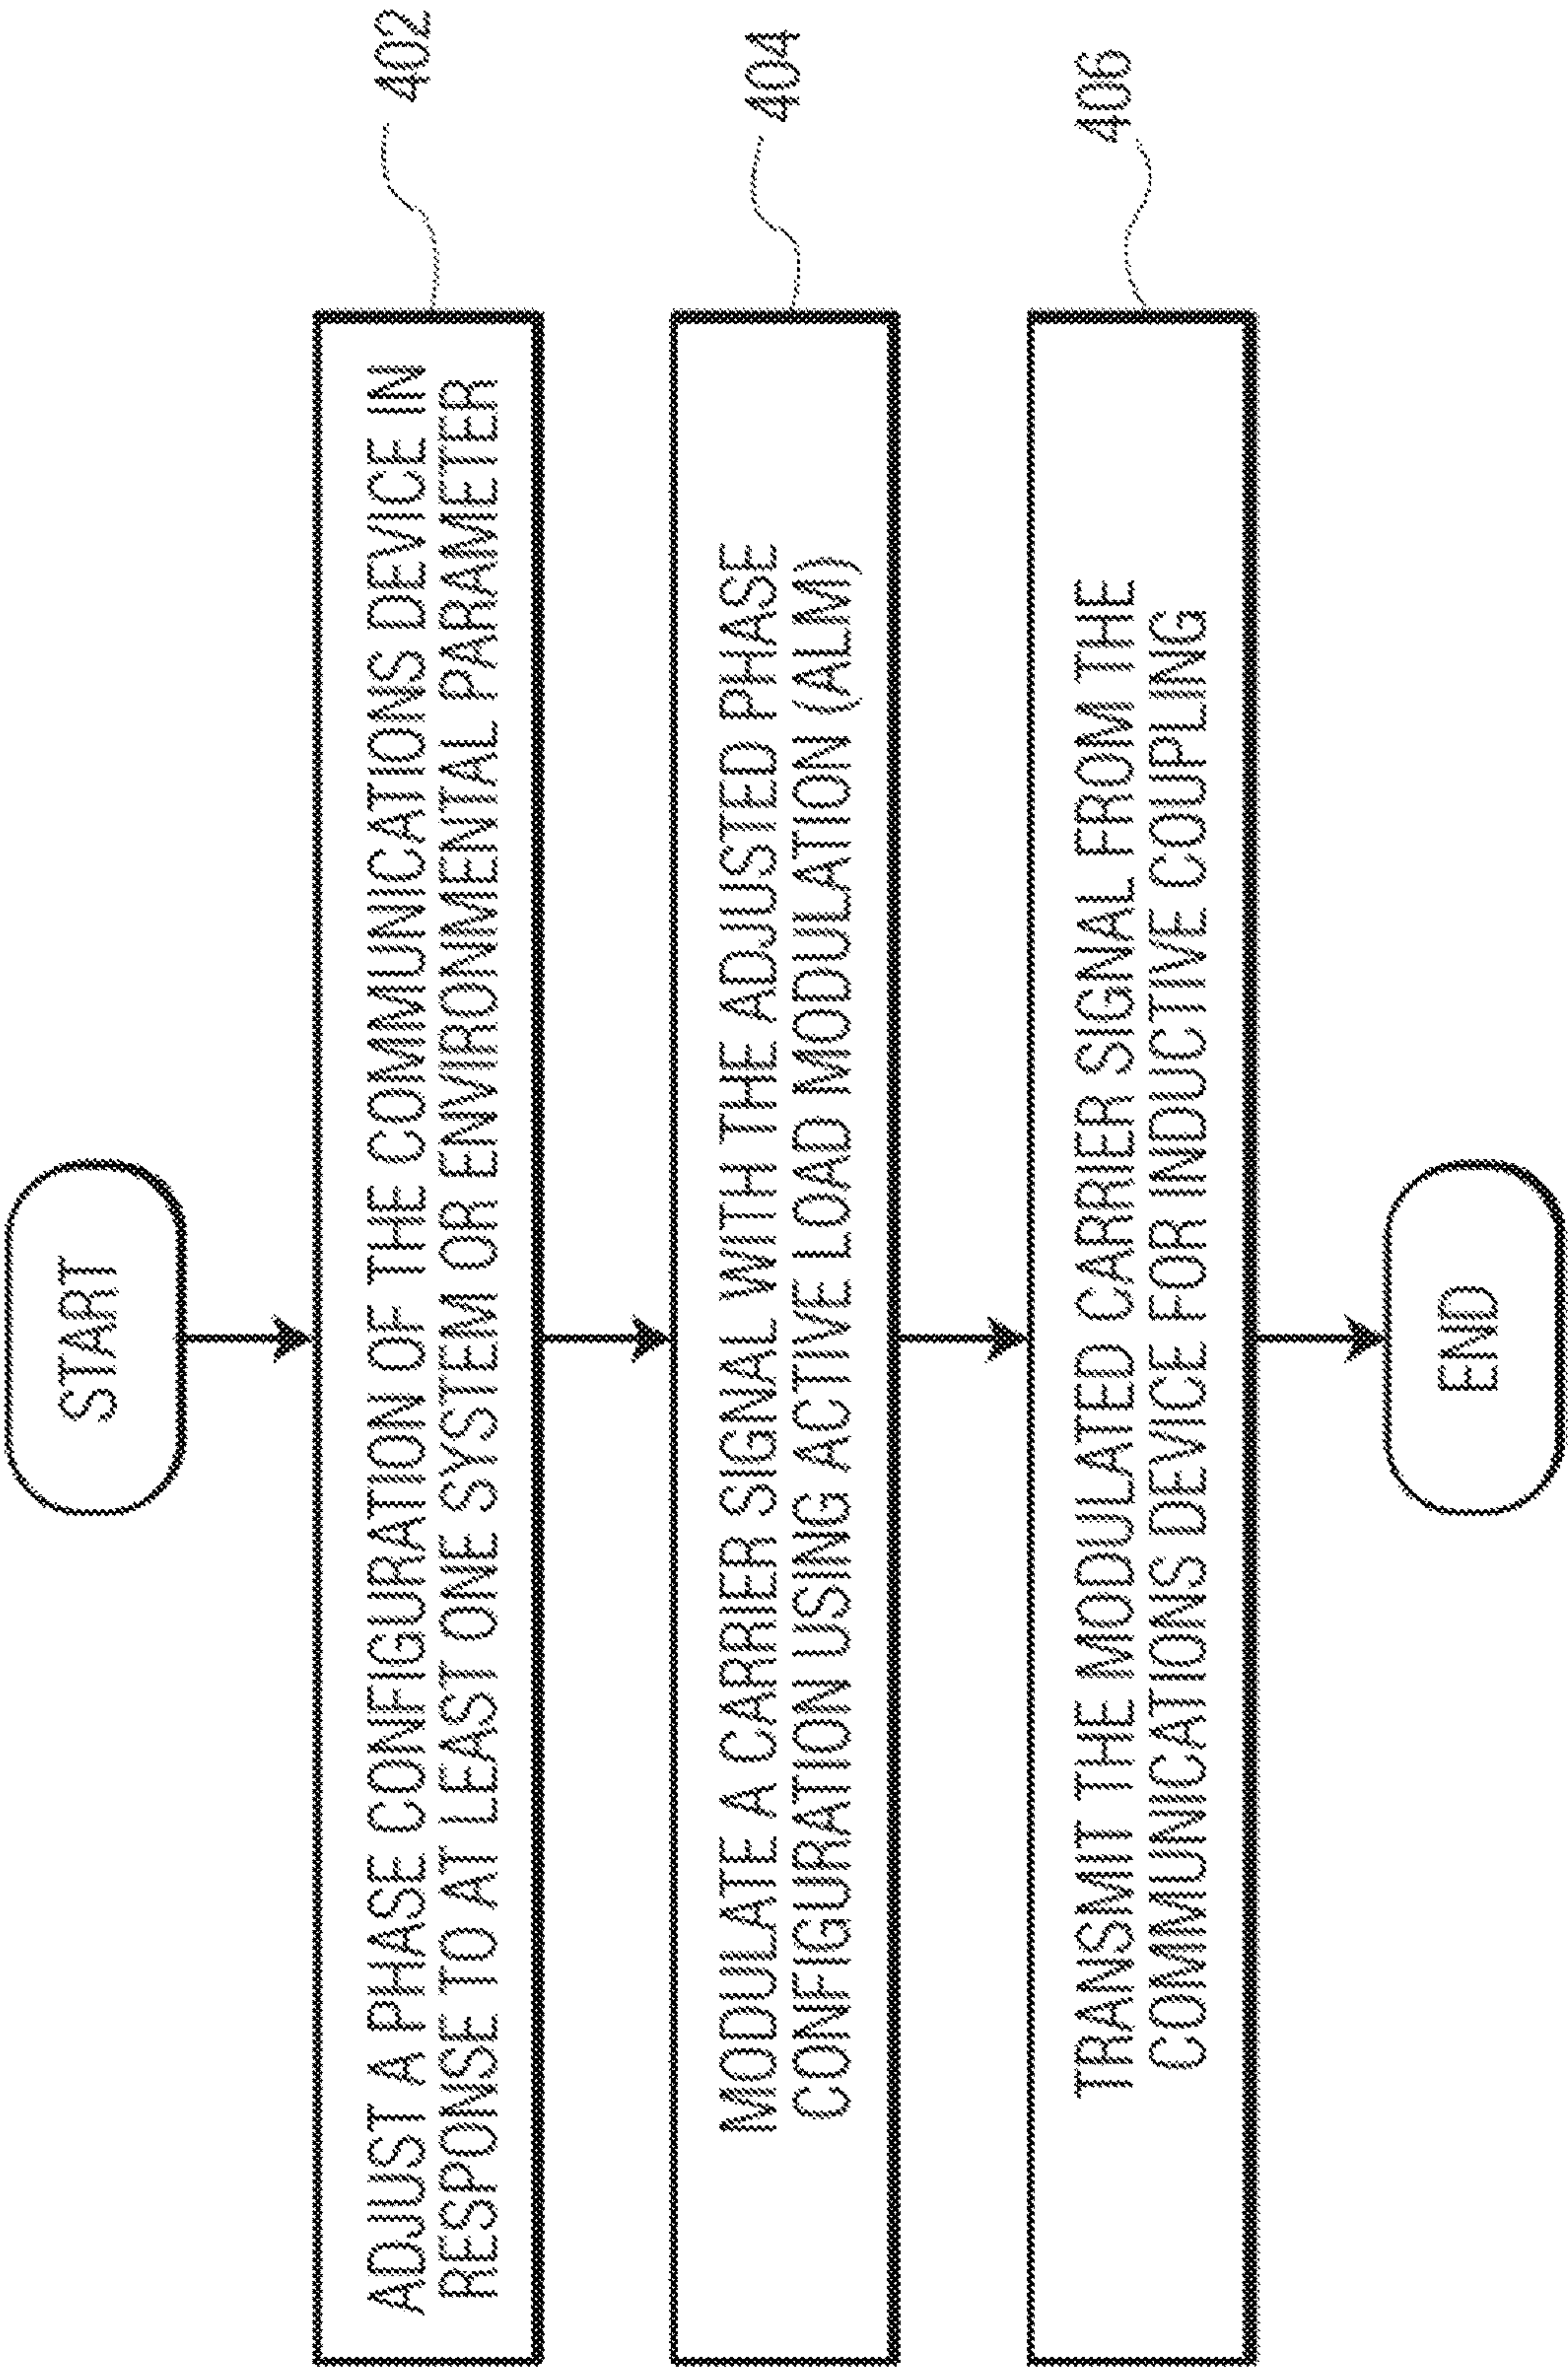 START
ADJUST A PHASE CONFIGURATION OF THE COMMUNICATIONS DEVICE IN
RESPONSE TO AT LEAST ONE SYSTEM OR ENVIRONMENTAL PARAMETER
402
MODULATE A CARRIER SIGNAL WITH THE ADJUSTED PHASE
CONFIGURATION USING ACTIVE LOAD MODULATION (ALM)
404
TRANSMIT THE MODULATED CARRIER SIGNAL FROM THE
COMMUNICATIONS DEVICE FOR INDUCTIVE COUPLING
406
END